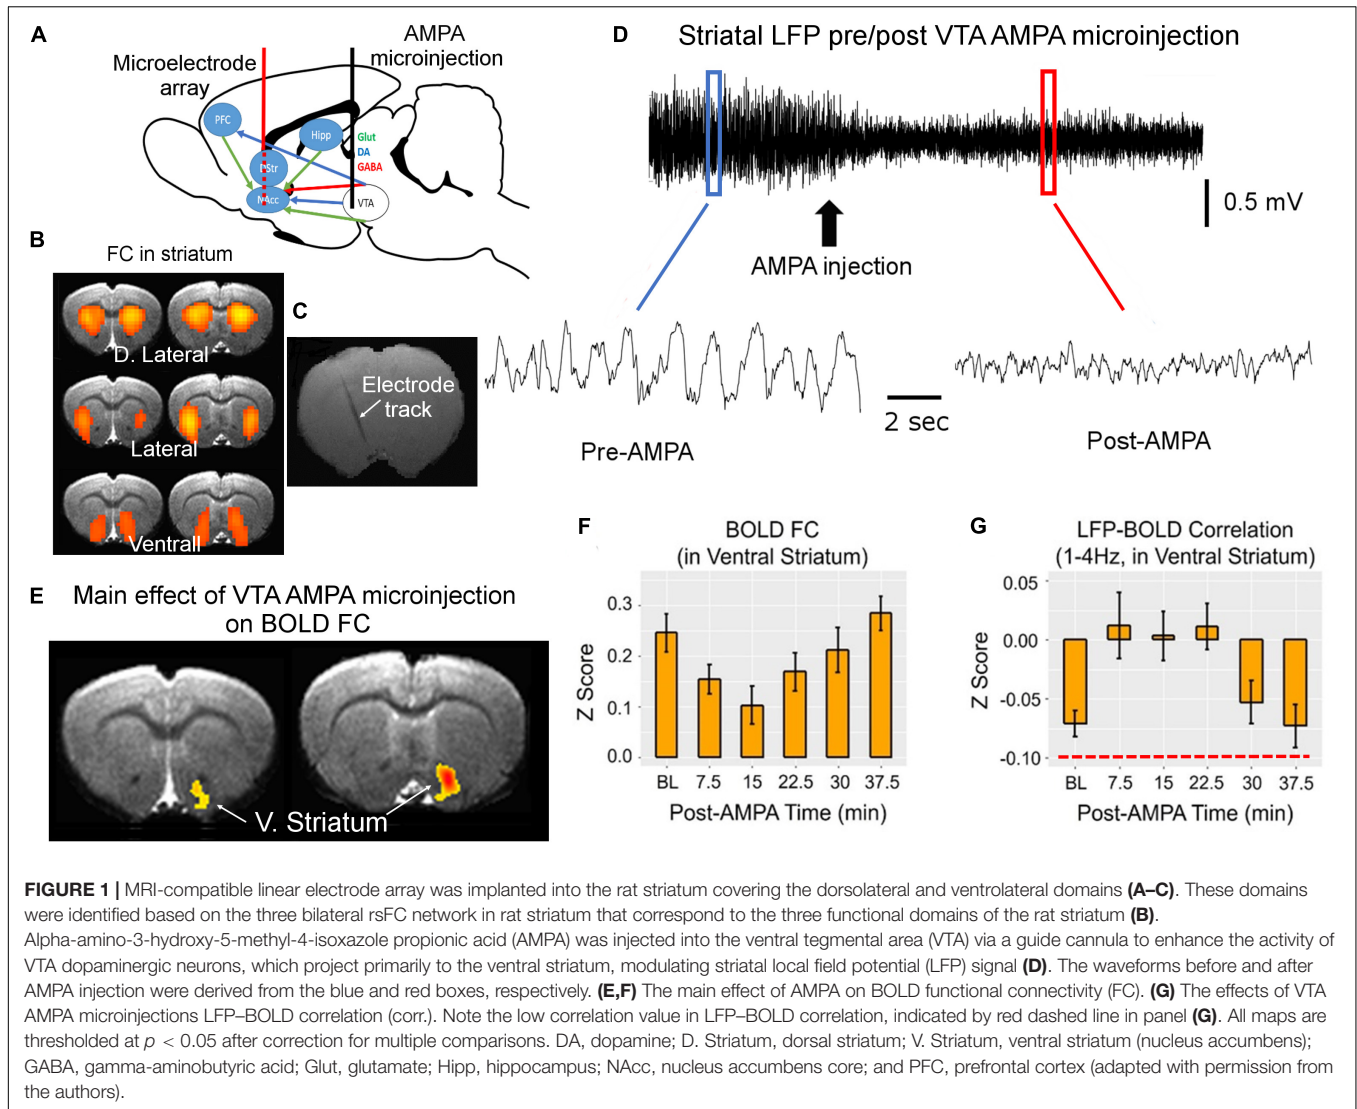 A
Microelectrode
array
AMPA
microinjection
PFC
Hipp
Glut
DA
GABA
NAcc
VTA
B
FC in striatum
D. Lateral
Lateral
Ventrall
C
Electrode
track
D
Striatal LFP pre/post VTA AMPA microinjection
0.5 mV
AMPA injection
2 sec
Pre-AMPA
Post-AMPA
E
Main effect of VTA AMPA microinjection
on BOLD FC
V. Striatum
F
BOLD FC
(in Ventral Striatum)
Z Score
0.3
0.2
0.1
0.0
BL 7.5 15 22.5 30 37.5
Post-AMPA Time (min)
G
LFP-BOLD Correlation
(1-4Hz, in Ventral Striatum)
Z Score
0.05
0.00
-0.05
-0.10
BL 7.5 15 22.5 30 37.5
Post-AMPA Time (min)
FIGURE 1 | MRI-compatible linear electrode array was implanted into the rat striatum covering the dorsolateral and ventrolateral domains (A–C). These domains
were identified based on the three bilateral rsFC network in rat striatum that correspond to the three functional domains of the rat striatum (B).
Alpha-amino-3-hydroxy-5-methyl-4-isoxazole propionic acid (AMPA) was injected into the ventral tegmental area (VTA) via a guide cannula to enhance the activity of
VTA dopaminergic neurons, which project primarily to the ventral striatum, modulating striatal local field potential (LFP) signal (D). The waveforms before and after
AMPA injection were derived from the blue and red boxes, respectively. (E,F) The main effect of AMPA on BOLD functional connectivity (FC). (G) The effects of VTA
AMPA microinjections LFP–BOLD correlation (corr.). Note the low correlation value in LFP–BOLD correlation, indicated by red dashed line in panel (G). All maps are
thresholded at p < 0.05 after correction for multiple comparisons. DA, dopamine; D. Striatum, dorsal striatum; V. Striatum, ventral striatum (nucleus accumbens);
GABA, gamma-aminobutyric acid; Glut, glutamate; Hipp, hippocampus; NAcc, nucleus accumbens core; and PFC, prefrontal cortex (adapted with permission from
the authors).